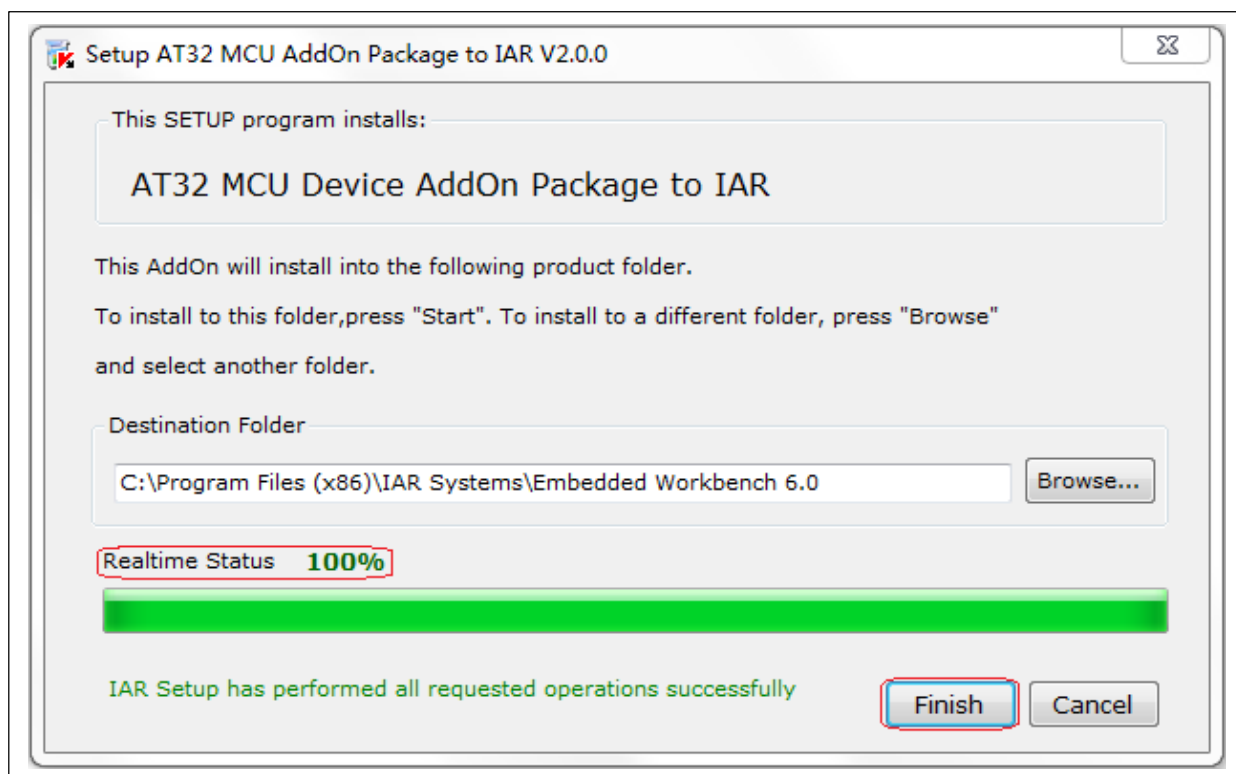 Setup AT32 MCU AddOn Package to IAR V2.0.0
This SETUP program installs:
AT32 MCU Device AddOn Package to IAR
This AddOn will install into the following product folder.
To install to this folder,press "Start". To install to a different folder, press "Browse"
and select another folder.
Destination Folder
C:\Program Files (x86)\IAR Systems\Embedded Workbench 6.0
Browse...
Realtime Status 100%
IAR Setup has performed all requested operations successfully
Finish
Cancel